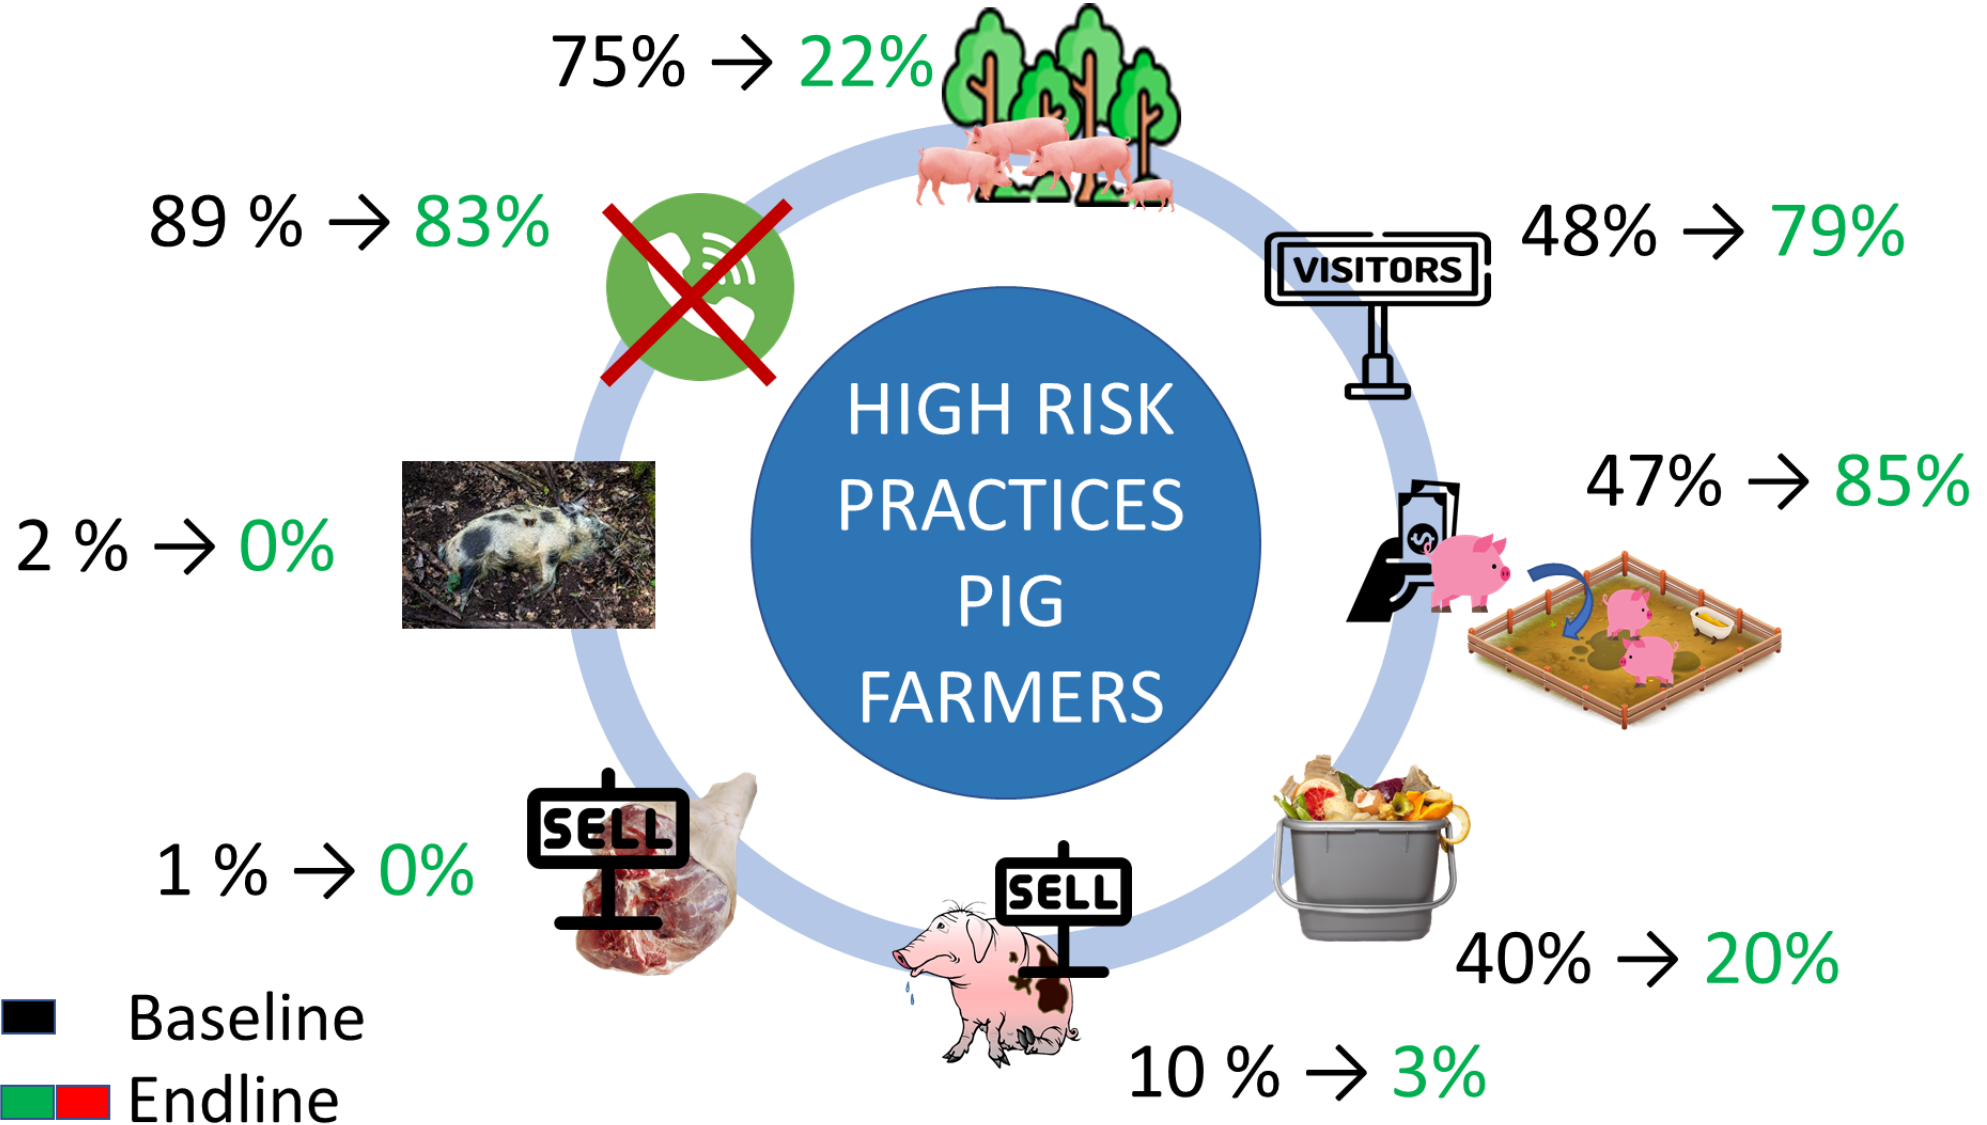 75% → 22%
89 % → 83%
VISITORS
48% → 79%
HIGH RISK
PRACTICES
PIG
FARMERS
47% → 85%
2 % → 0%
SELL
1 % → 0%
SELL
40% → 20%
10 % → 3%
Baseline
Endline